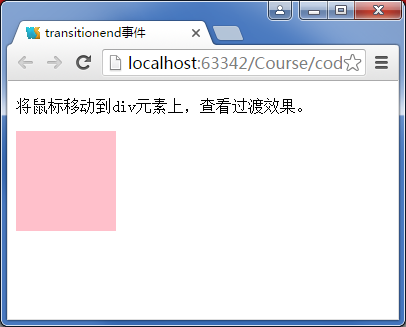 transitionend事件
localhost:63342/Course/cod
将鼠标移动到div元素上，查看过渡效果。